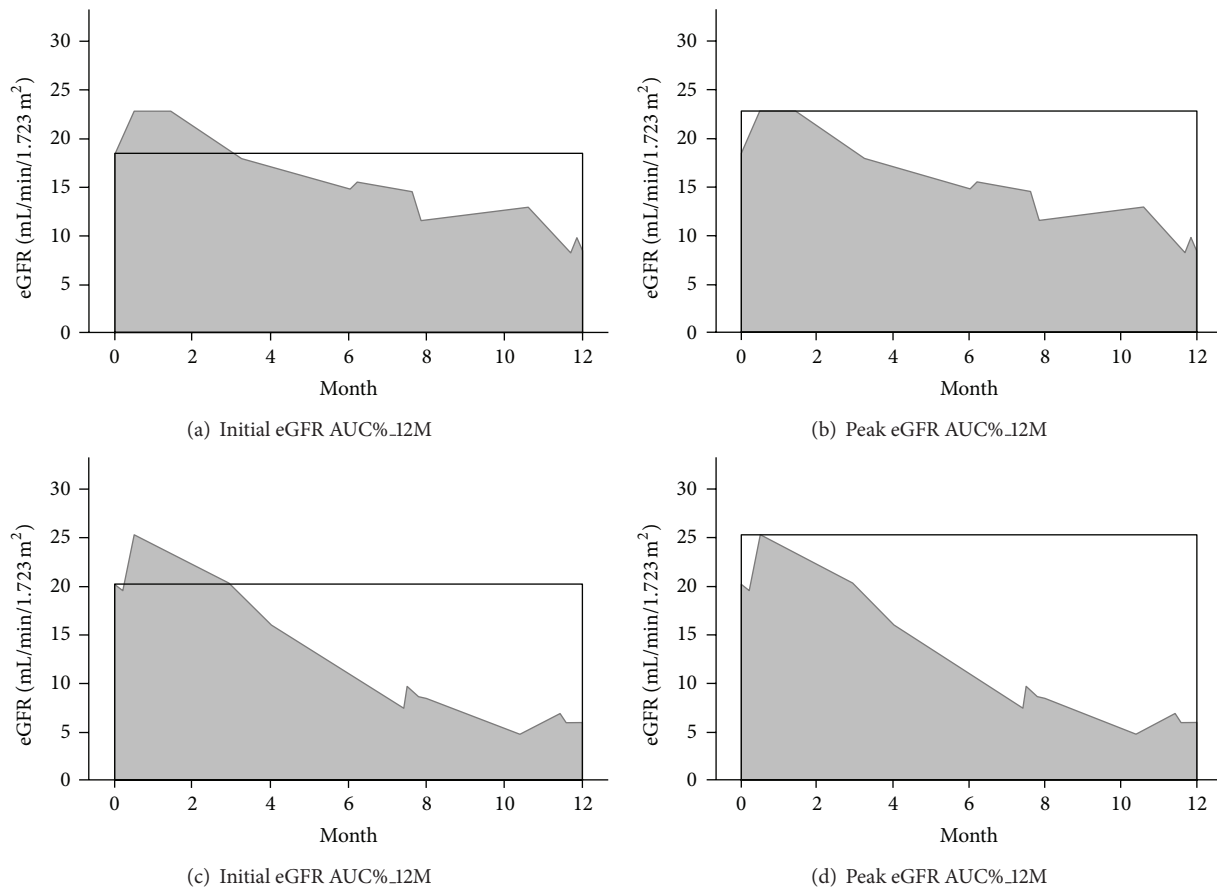 30
25
20
15
10
5
0
eGFR (mL/min/1.723 m²)
0 2 4 6 8 10 12
Month
(a) Initial eGFR AUC%_12M
30
25
20
15
10
5
0
eGFR (mL/min/1.723 m²)
0 2 4 6 8 10 12
Month
(b) Peak eGFR AUC%_12M
30
25
20
15
10
5
0
eGFR (mL/min/1.723 m²)
0 2 4 6 8 10 12
Month
(c) Initial eGFR AUC%_12M
30
25
20
15
10
5
0
eGFR (mL/min/1.723 m²)
0 2 4 6 8 10 12
Month
(d) Peak eGFR AUC%_12M